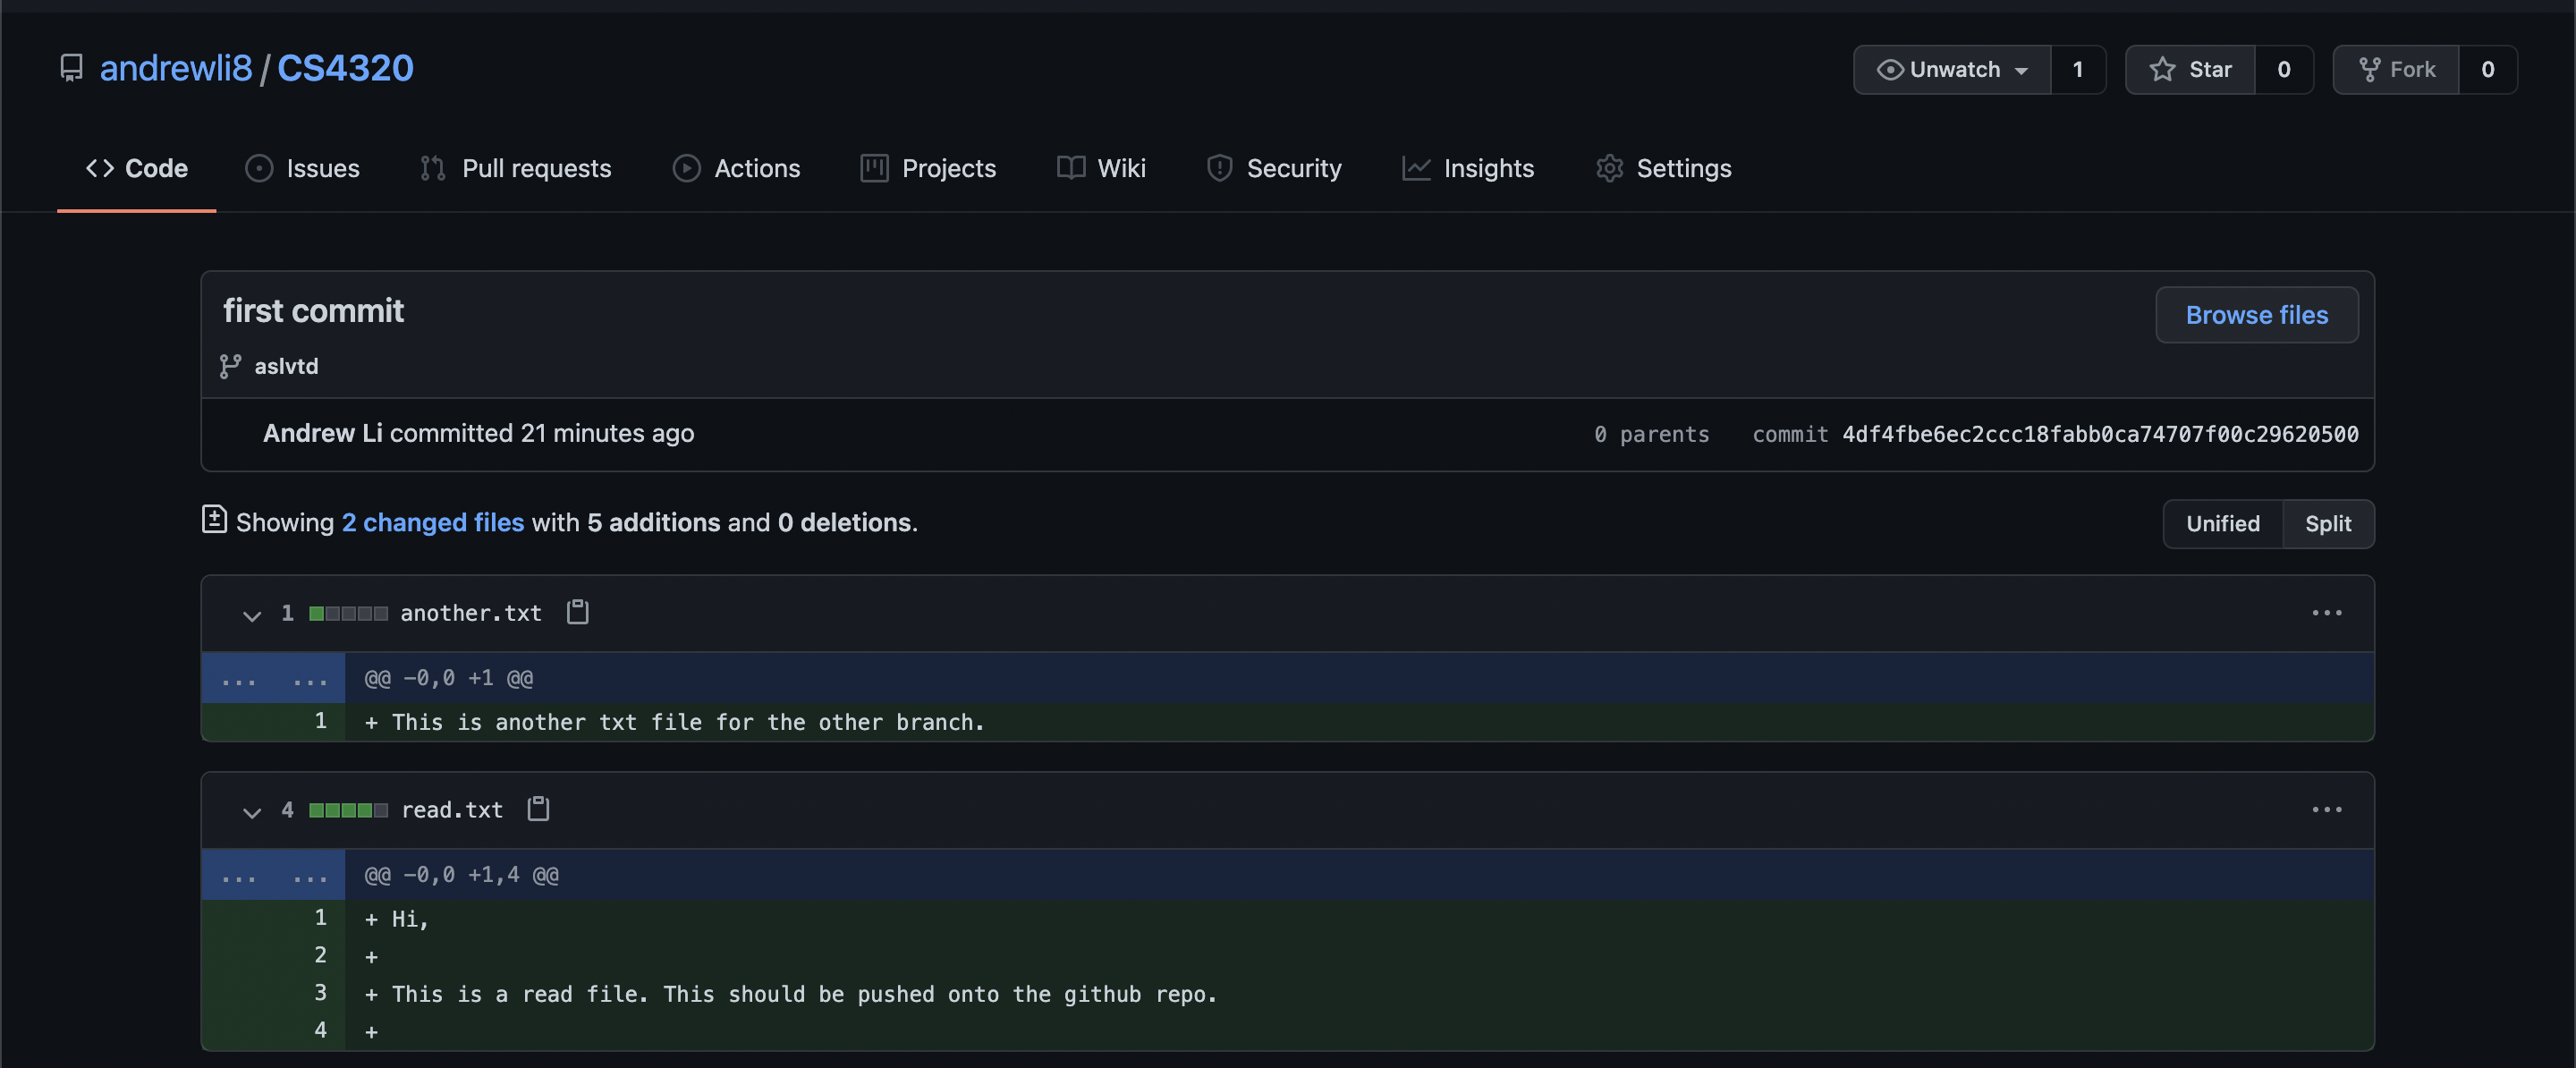 andrewli8 / CS4320
Unwatch 1 Star 0 Fork 0
Code Issues Pull requests Actions Projects Wiki Security Insights Settings
first commit
Browse files
aslvtd
Andrew Li committed 21 minutes ago
0 parents commit 4df4fbe6ec2ccc18fabb0ca74707f00c29620500
Showing 2 changed files with 5 additions and 0 deletions.
Unified Split
1 another.txt
... ... @@ -0,0 +1 @@
1 + This is another txt file for the other branch.
4 read.txt
... ... @@ -0,0 +1,4 @@
1 + Hi,
2 +
3 + This is a read file. This should be pushed onto the github repo.
4 +